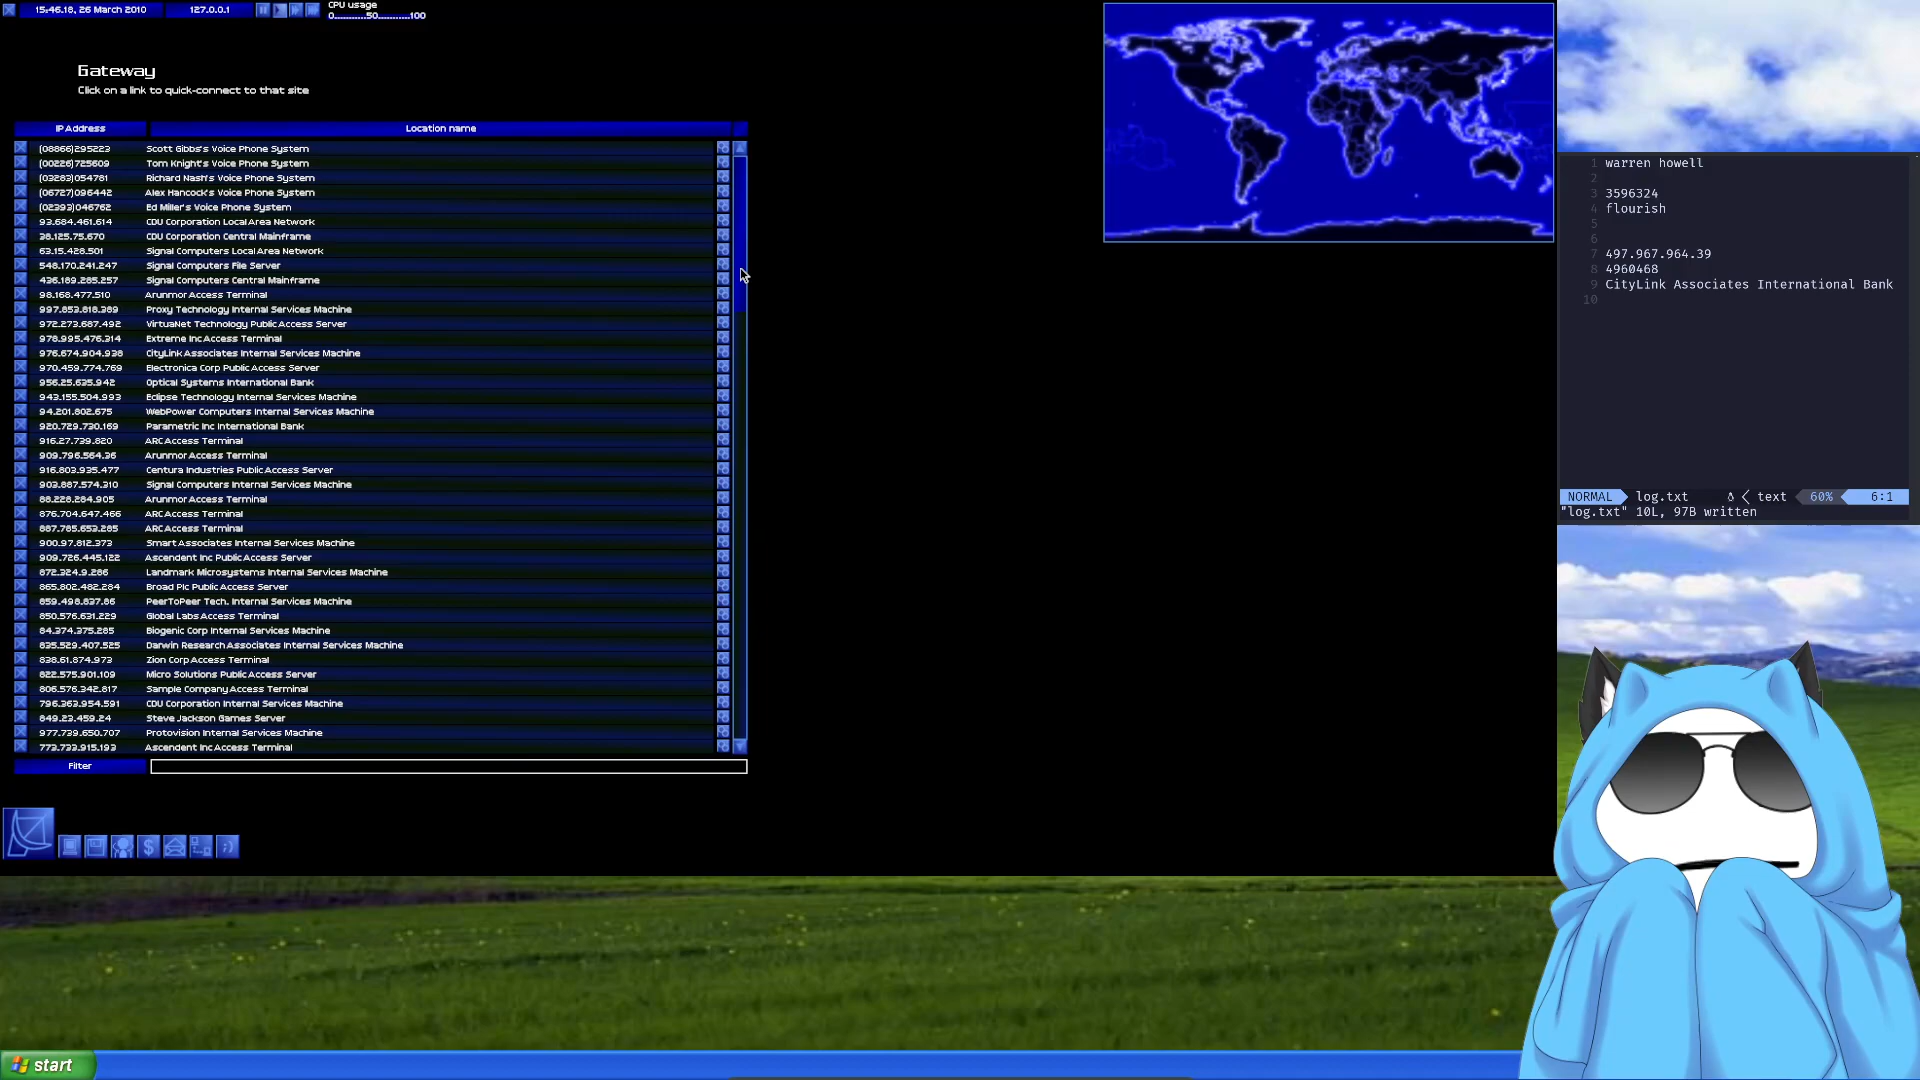 15:46.18, 26 March 2010
127.0.0.1
CPU usage
0...........50...........100
Gateway
Click on a link to quick-connect to that site
IP Address Location name
(08866)295223 Scott Gibbs's Voice Phone System
(00226)725609 Tom Knight's Voice Phone System
(03283)054781 Richard Nash's Voice Phone System
(06727)096442 Alex Hancock's Voice Phone System
(02393)046762 Ed Miller's Voice Phone System
93.684.461.614 CDU Corporation Local Area Network
38.125.75.670 CDU Corporation Central Mainframe
63.15.428.501 Signal Computers Local Area Network
548.170.241.247 Signal Computers File Server
436.189.285.257 Signal Computers Central Mainframe
98.168.477.510 Arunmor Access Terminal
997.853.818.389 Proxy Technology Internal Services Machine
972.273.687.492 VirtuaNet Technology Public Access Server
978.995.476.314 Extreme Inc Access Terminal
976.674.904.938 CityLink Associates Internal Services Machine
970.459.774.769 Electronica Corp Public Access Server
956.25.635.942 Optical Systems International Bank
943.155.504.993 Eclipse Technology Internal Services Machine
94.201.802.675 WebPower Computers Internal Services Machine
920.729.730.169 Parametric Inc International Bank
916.27.739.820 ARC Access Terminal
909.796.564.36 Arunmor Access Terminal
916.803.935.477 Centura Industries Public Access Server
903.887.574.310 Signal Computers Internal Services Machine
88.228.284.905 Arunmor Access Terminal
876.704.647.466 ARC Access Terminal
887.785.653.285 ARC Access Terminal
900.97.812.373 Smart Associates Internal Services Machine
909.726.445.122 Ascendent Inc Public Access Server
872.324.9.286 Landmark Microsystems Internal Services Machine
865.802.482.284 Broad Plc Public Access Server
859.498.837.86 PeerToPeer Tech. Internal Services Machine
850.576.631.229 Global Labs Access Terminal
84.374.375.285 Biogenic Corp Internal Services Machine
835.529.407.525 Darwin Research Associates Internal Services Machine
838.61.874.973 Zion Corp Access Terminal
822.575.901.109 Micro Solutions Public Access Server
806.576.342.817 Sample Company Access Terminal
796.363.954.591 CDU Corporation Internal Services Machine
849.23.459.24 Steve Jackson Games Server
977.739.650.707 Protovision Internal Services Machine
773.733.915.193 Ascendent Inc Access Terminal
Filter
1 warren howell
2
3 3596324
4 flourish
5
6
7 497.967.964.39
8 4960468
9 CityLink Associates International Bank
10
NORMAL log.txt text 60% 6:1
"log.txt" 10L, 97B written
start